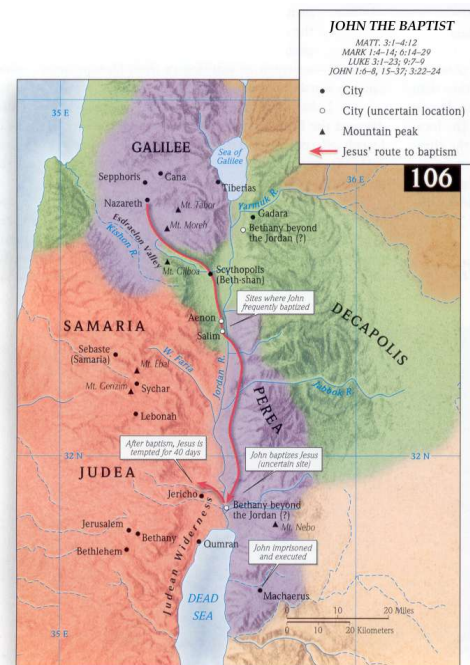 JOHN THE BAPTIST
MATT. 3:1–4:12
MARK 1:4–14; 6:14–29
LUKE 3:1–23; 9:7–9
JOHN 1:6–8, 15–37; 3:22–24
City
City (uncertain location)
Mountain peak
Jesus' route to baptism
106
35 E
36 E
GALILEE
Sea of
Galilee
Sepphoris
Cana
Tiberias
Nazareth
Mt. Tabor
Yarmuk R.
Gadara
Mt. Moreh
Bethany beyond
the Jordan (?)
Esdraelon Valley
Kishon R.
Mt. Gilboa
Scythopolis
(Beth-shan)
Sites where John
frequently baptized
DECAPOLIS
Aenon
Salim
SAMARIA
Sebaste
(Samaria)
Mt. Ebal
W. Faria
Jordan R.
Mt. Gerizim
Sychar
PEREA
Jabbok R.
Lebonah
After baptism, Jesus is
tempted for 40 days
John baptizes Jesus
(uncertain site)
32 N
32 N
JUDEA
Jericho
Bethany beyond
the Jordan (?)
Mt. Nebo
Jerusalem
Bethany
Bethlehem
Qumran
Judean Wilderness
John imprisoned
and executed
DEAD
SEA
Machaerus
0 10 20 Miles
0 10 20 Kilometers
35 E